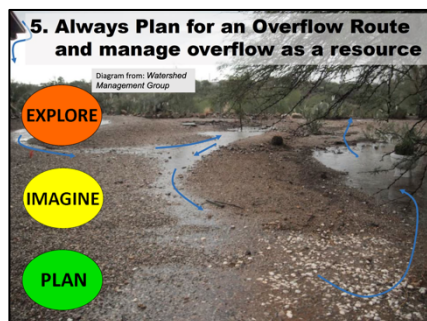 5. Always Plan for an Overflow Route
and manage overflow as a resource
Diagram from: Watershed
Management Group
EXPLORE
IMAGINE
PLAN